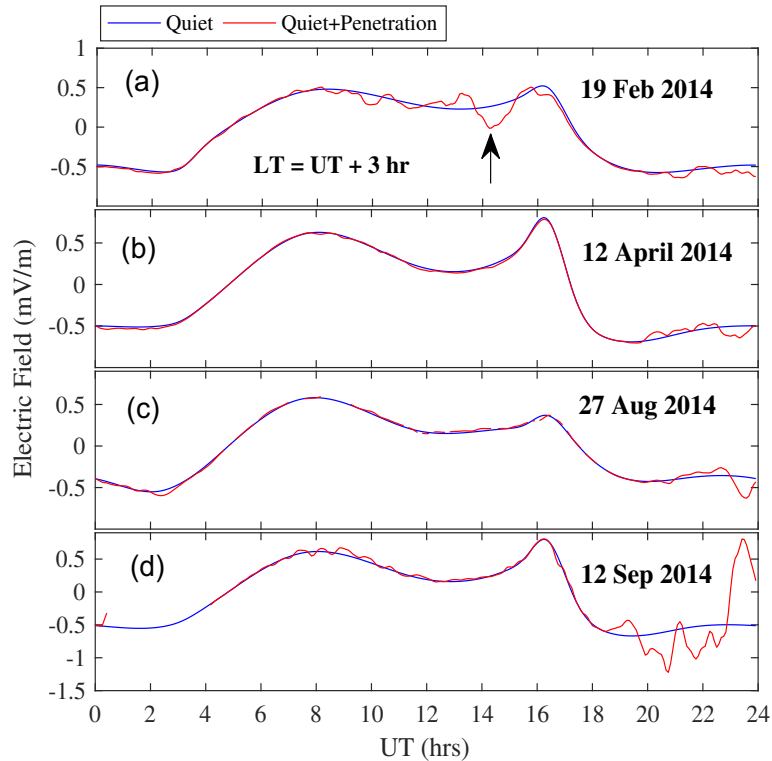 Quiet Quiet+Penetration
1
(a)
0.5
19 Feb 2014
0
LT = UT + 3 hr
-0.5
(b)
0.5
12 April 2014
0
-0.5
Electric Field (mV/m)
(c)
0.5
27 Aug 2014
0
-0.5
(d)
0.5
12 Sep 2014
0
-0.5
-1
-1.5
0 2 4 6 8 10 12 14 16 18 20 22 24
UT (hrs)